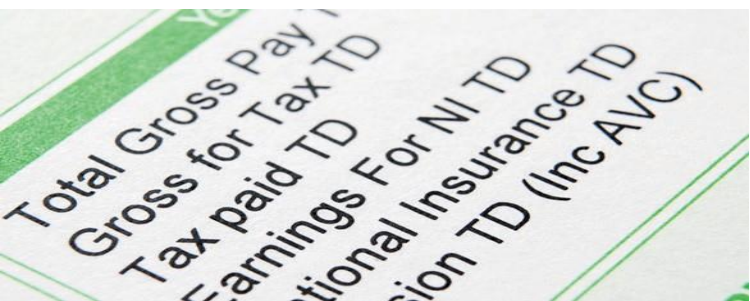 Total Gross Pay
Gross for Tax TD
Tax paid TD
Earnings For NI TD
Insurance TD
TD (Inc AVC)